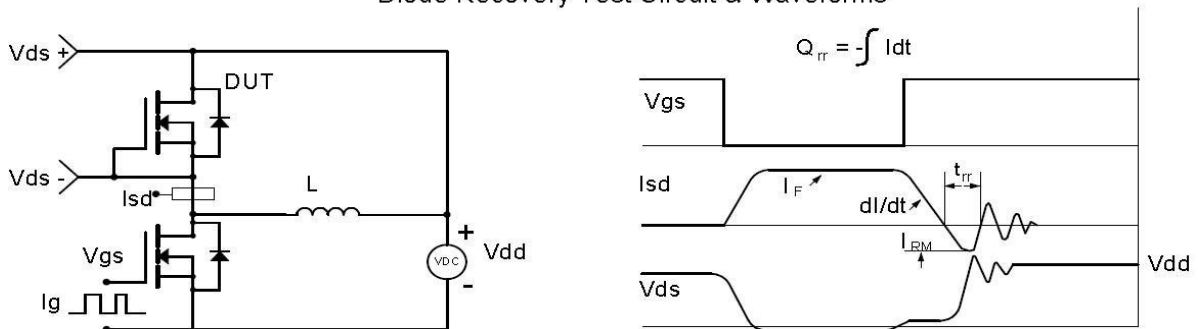 Diode Recovery Test Circuit & Waveforms
Vds +
DUT
Vds -
Isd
L
Vgs
Ig
+
VDC
-
Vdd
Q rr = -∫ Idt
Vgs
Isd
I F
dI/dt
t rr
I RM
Vds
Vdd